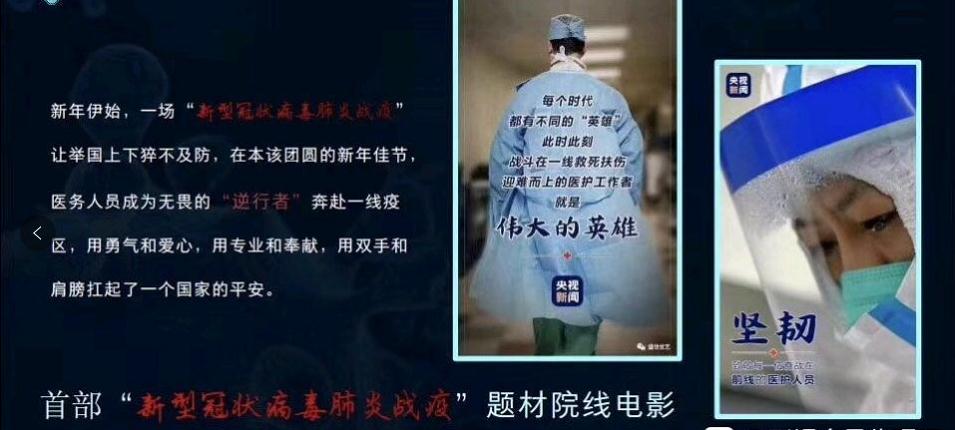 新年伊始，一场“新型冠状病毒肺炎战疫”
让举国上下猝不及防，在本该团圆的新年佳节，
医务人员成为无畏的“逆行者”奔赴一线疫
区，用勇气和爱心，用专业和奉献，用双手和
肩膀扛起了一个国家的平安。
首部“新型冠状病毒肺炎战疫”题材院线电影
每个时代
都有不同的“英雄”
此时此刻
战斗在一线救死扶伤
迎难而上的医护工作者
就是
伟大的英雄
央视
新闻
央视
新闻
坚韧
前线的医护人员